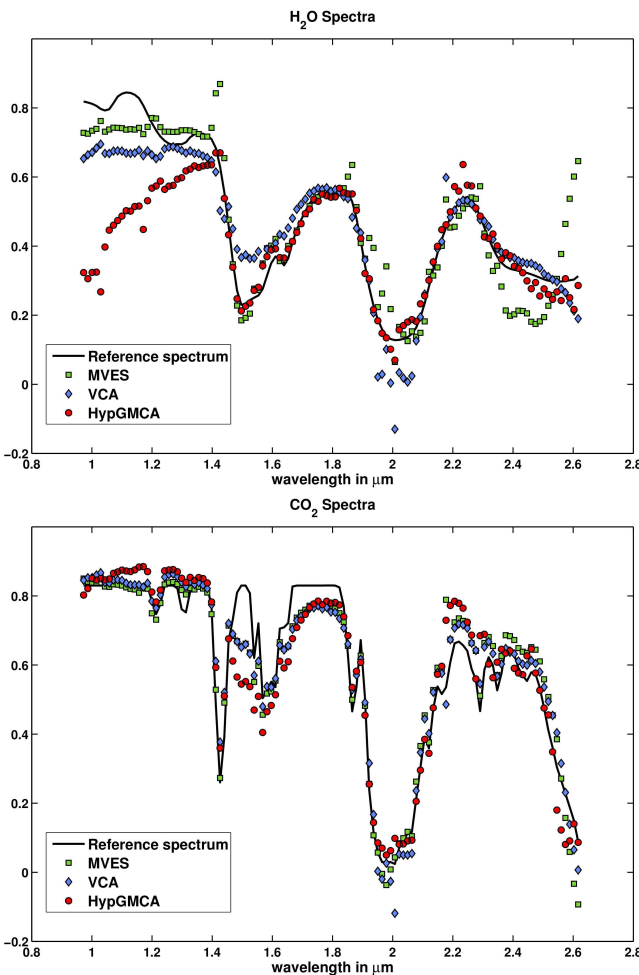 H2O Spectra
0.8
0.6
0.4
0.2
0
−0.2
Reference spectrum
MVES
VCA
HypGMCA
0.8 1 1.2 1.4 1.6 1.8 2 2.2 2.4 2.6 2.8
wavelength in μm
CO2 Spectra
0.8
0.6
0.4
0.2
0
−0.2
Reference spectrum
MVES
VCA
HypGMCA
0.8 1 1.2 1.4 1.6 1.8 2 2.2 2.4 2.6 2.8
wavelength in μm